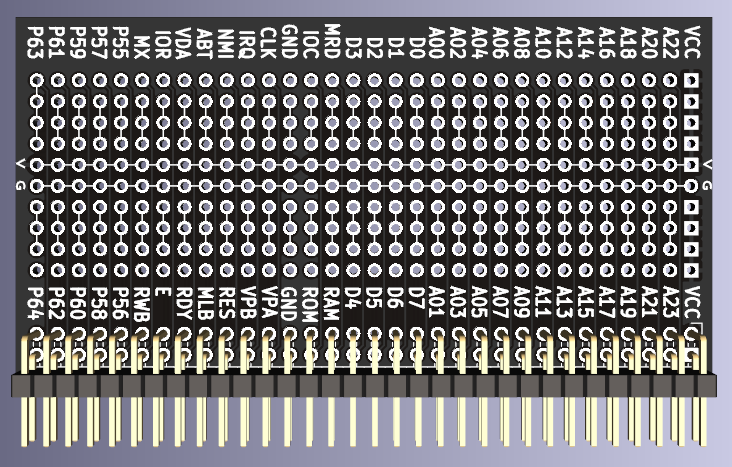 P63 P61 P59 P57 P55 MX IOR VDA ABT NMI IRQ CLK GND IOC MRD D3 D2 D1 D0 A00 A02 A04 A06 A08 A10 A12 A14 A16 A18 A20 A22 VCC
V V
G G
P64 P62 P60 P58 P56 RWB E RDY MLB RES VPB VPA GND ROM RAM D4 D5 D6 D7 A01 A03 A05 A07 A09 A11 A13 A15 A17 A19 A21 A23 VCC